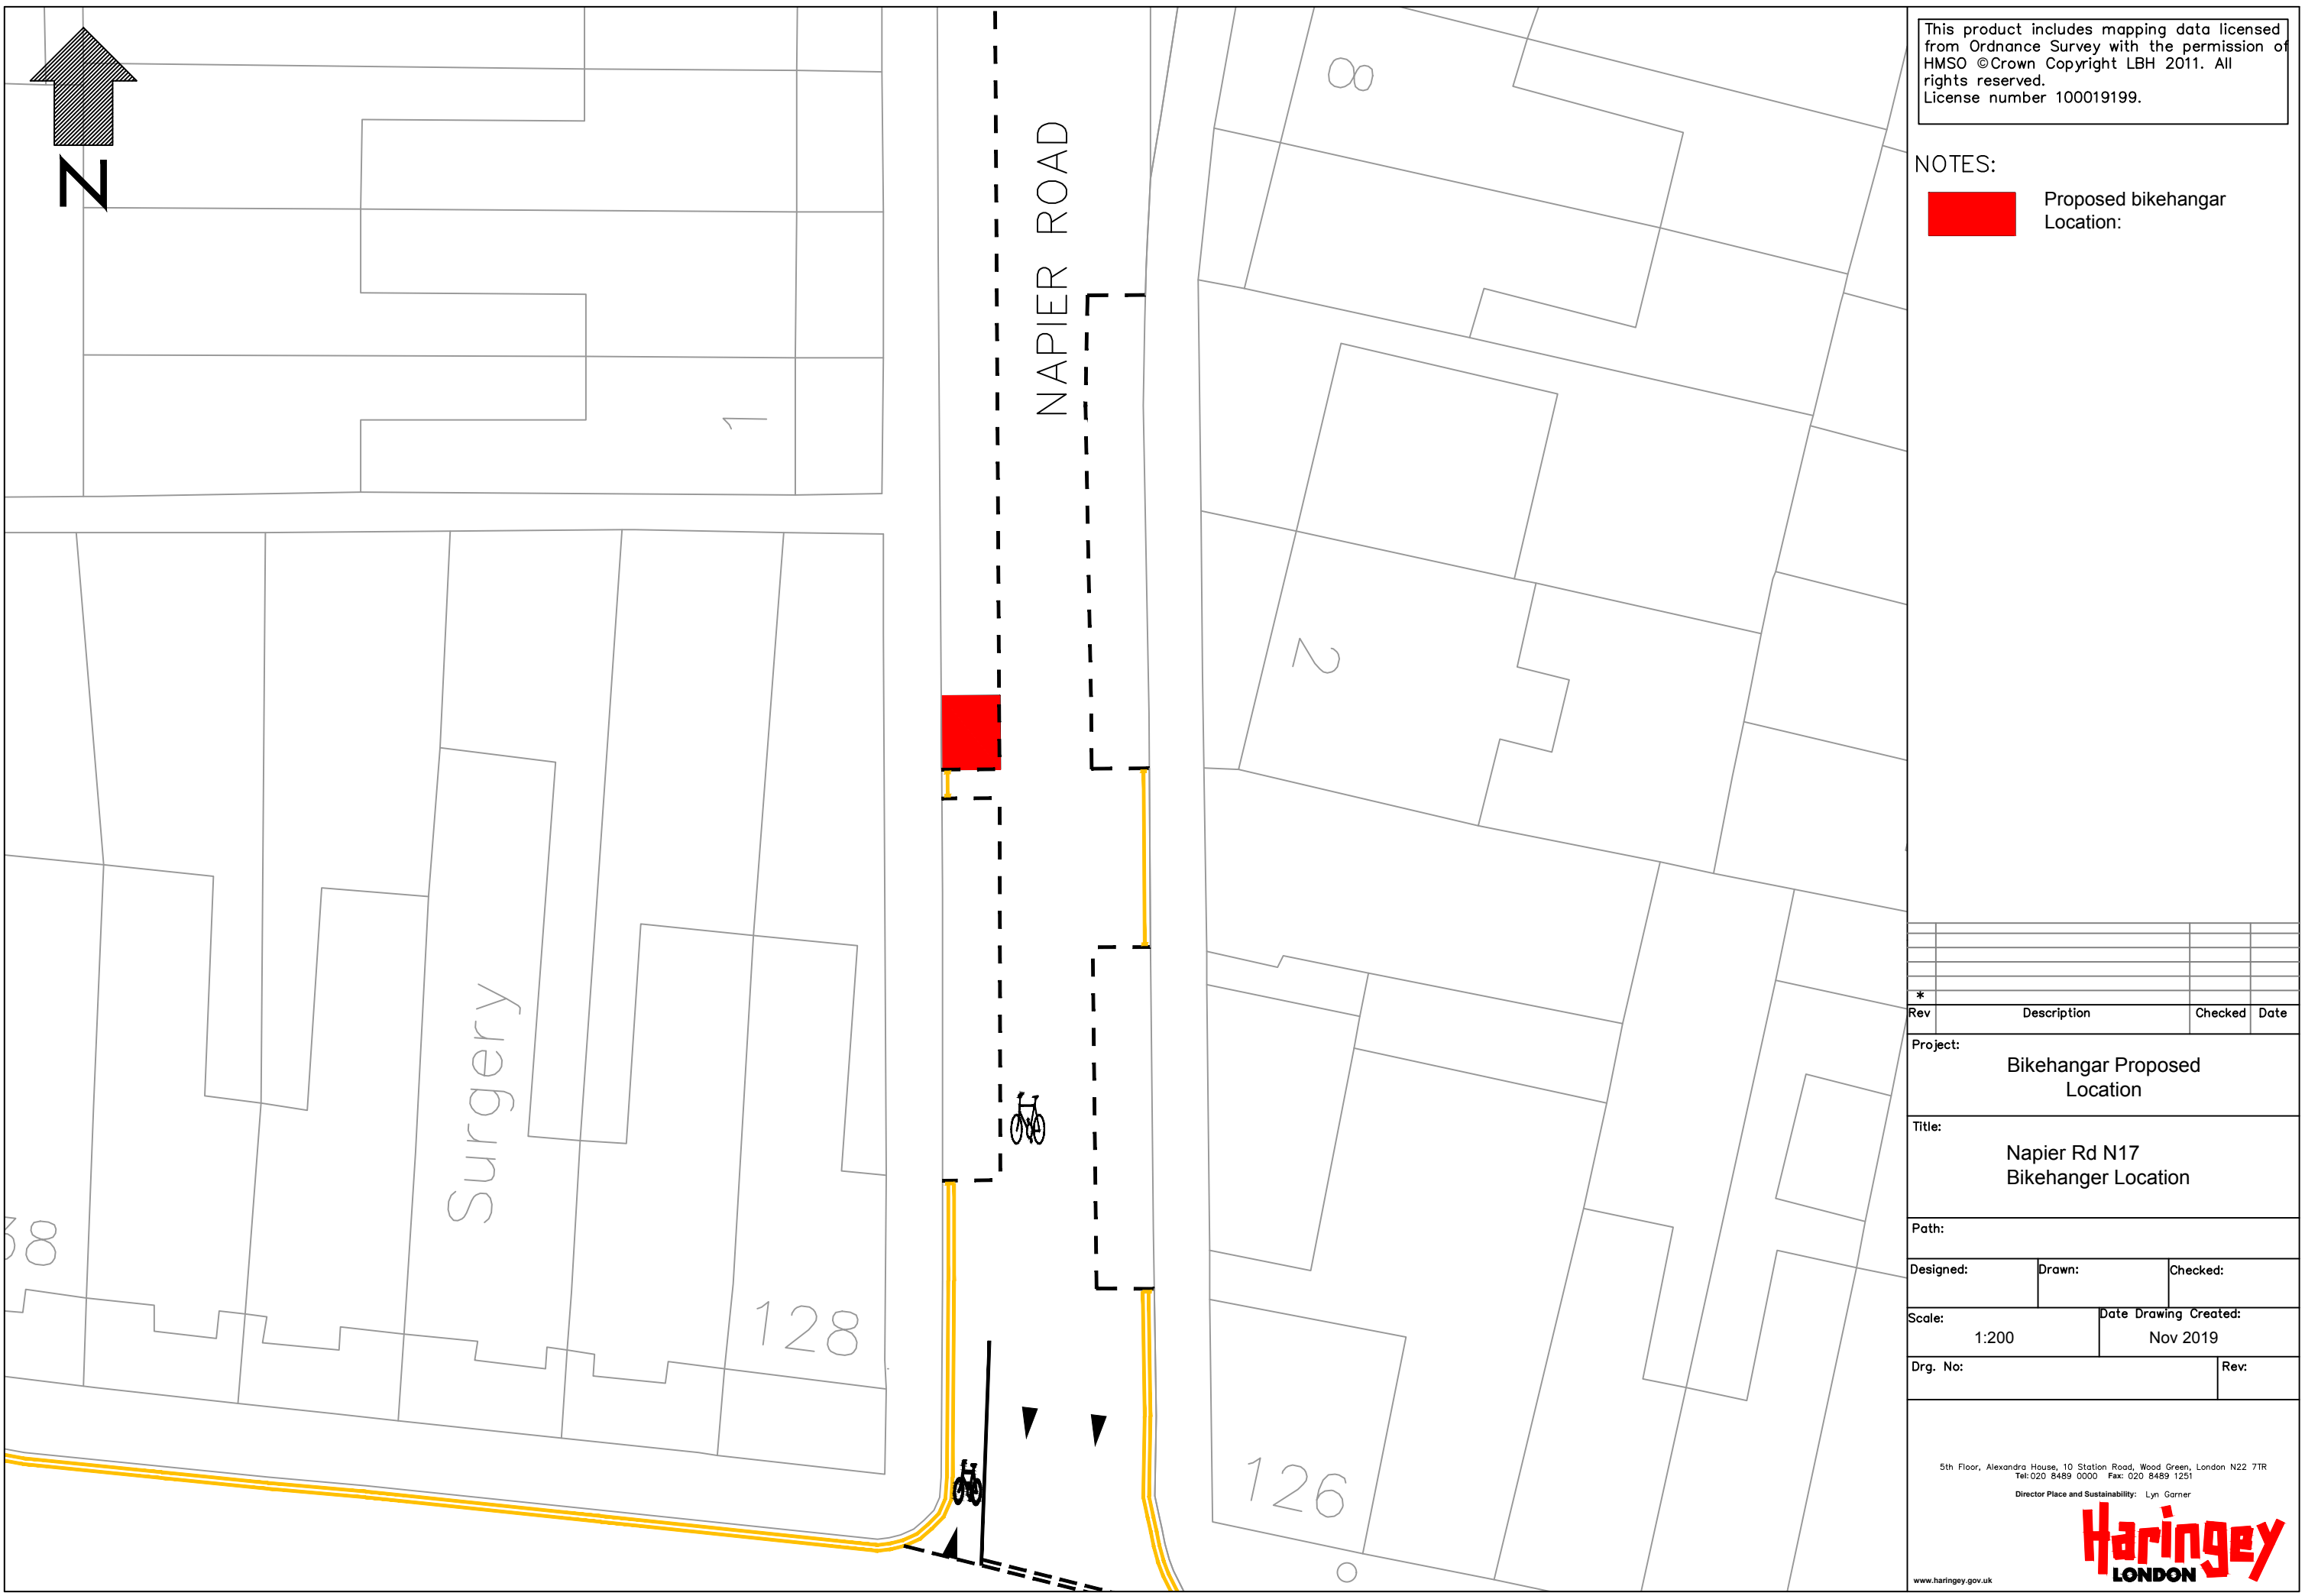 N
NAPIER ROAD
8
1
2
Surgery
38
128
126
This product includes mapping data licensed
from Ordnance Survey with the permission of
HMSO ©Crown Copyright LBH 2011. All
rights reserved.
License number 100019199.
NOTES:
Proposed bikehangar
Location:
*
Rev Description Checked Date
Project:
Bikehangar Proposed
Location
Title:
Napier Rd N17
Bikehanger Location
Path:
Designed: Drawn: Checked:
Scale: Date Drawing Created:
1:200 Nov 2019
Drg. No: Rev:
5th Floor, Alexandra House, 10 Station Road, Wood Green, London N22 7TR
Tel: 020 8489 0000 Fax: 020 8489 1251
Director Place and Sustainability: Lyn Garner
Haringey
LONDON
www.haringey.gov.uk